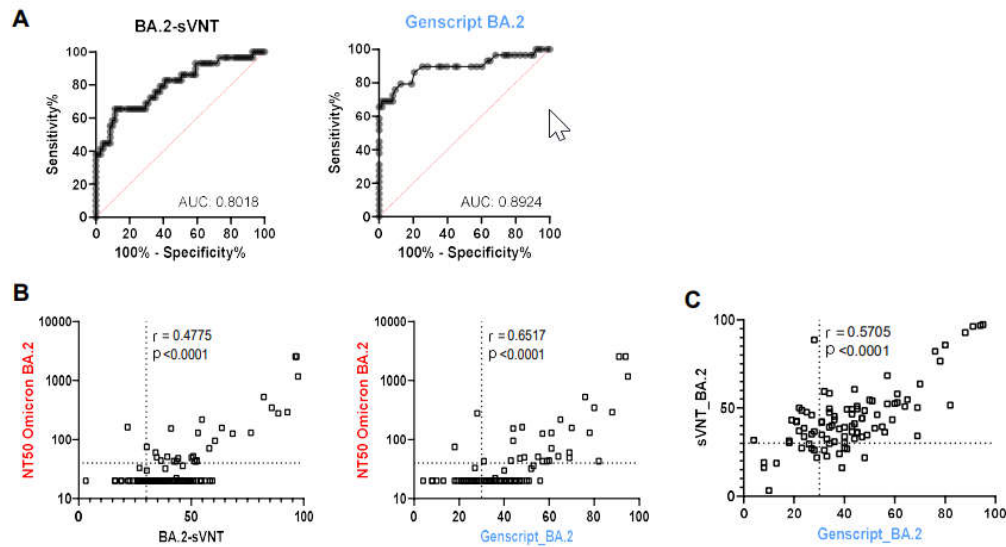 A
BA.2-sVNT
Genscript BA.2
Sensitivity%
100
80
60
40
20
0
AUC: 0.8018
0 20 40 60 80 100
100% - Specificity%
Sensitivity%
100
80
60
40
20
0
AUC: 0.8924
0 20 40 60 80 100
100% - Specificity%
B
NT50 Omicron BA.2
10000
1000
100
10
r = 0.4775
p <0.0001
0 50 100
BA.2-sVNT
NT50 Omicron BA.2
10000
1000
100
10
r = 0.6517
p <0.0001
0 20 40 60 80 100
Genscript_BA.2
C
sVNT_BA.2
100
50
0
r = 0.5705
p <0.0001
0 20 40 60 80 100
Genscript_BA.2